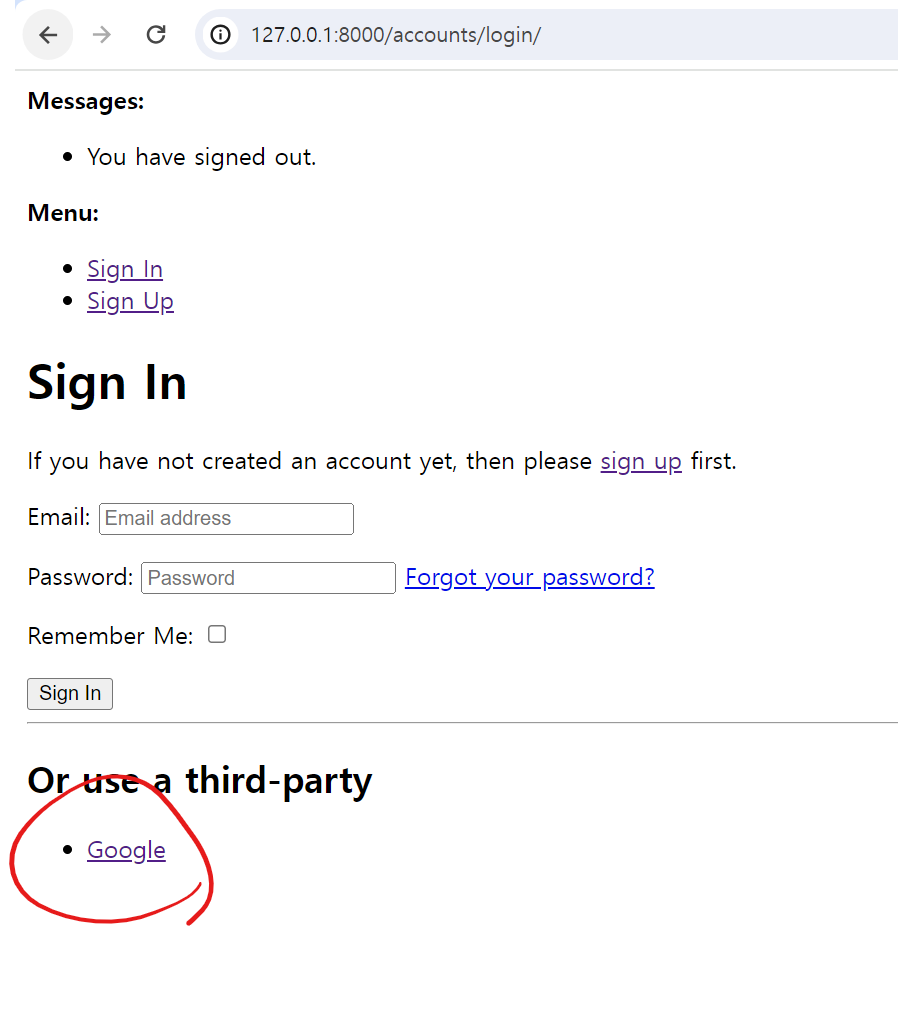 127.0.0.1:8000/accounts/login/
Messages:
You have signed out.
Menu:
Sign In
Sign Up
Sign In
If you have not created an account yet, then please sign up first.
Email: Email address
Password: Password Forgot your password?
Remember Me:
Sign In
Or use a third-party
Google